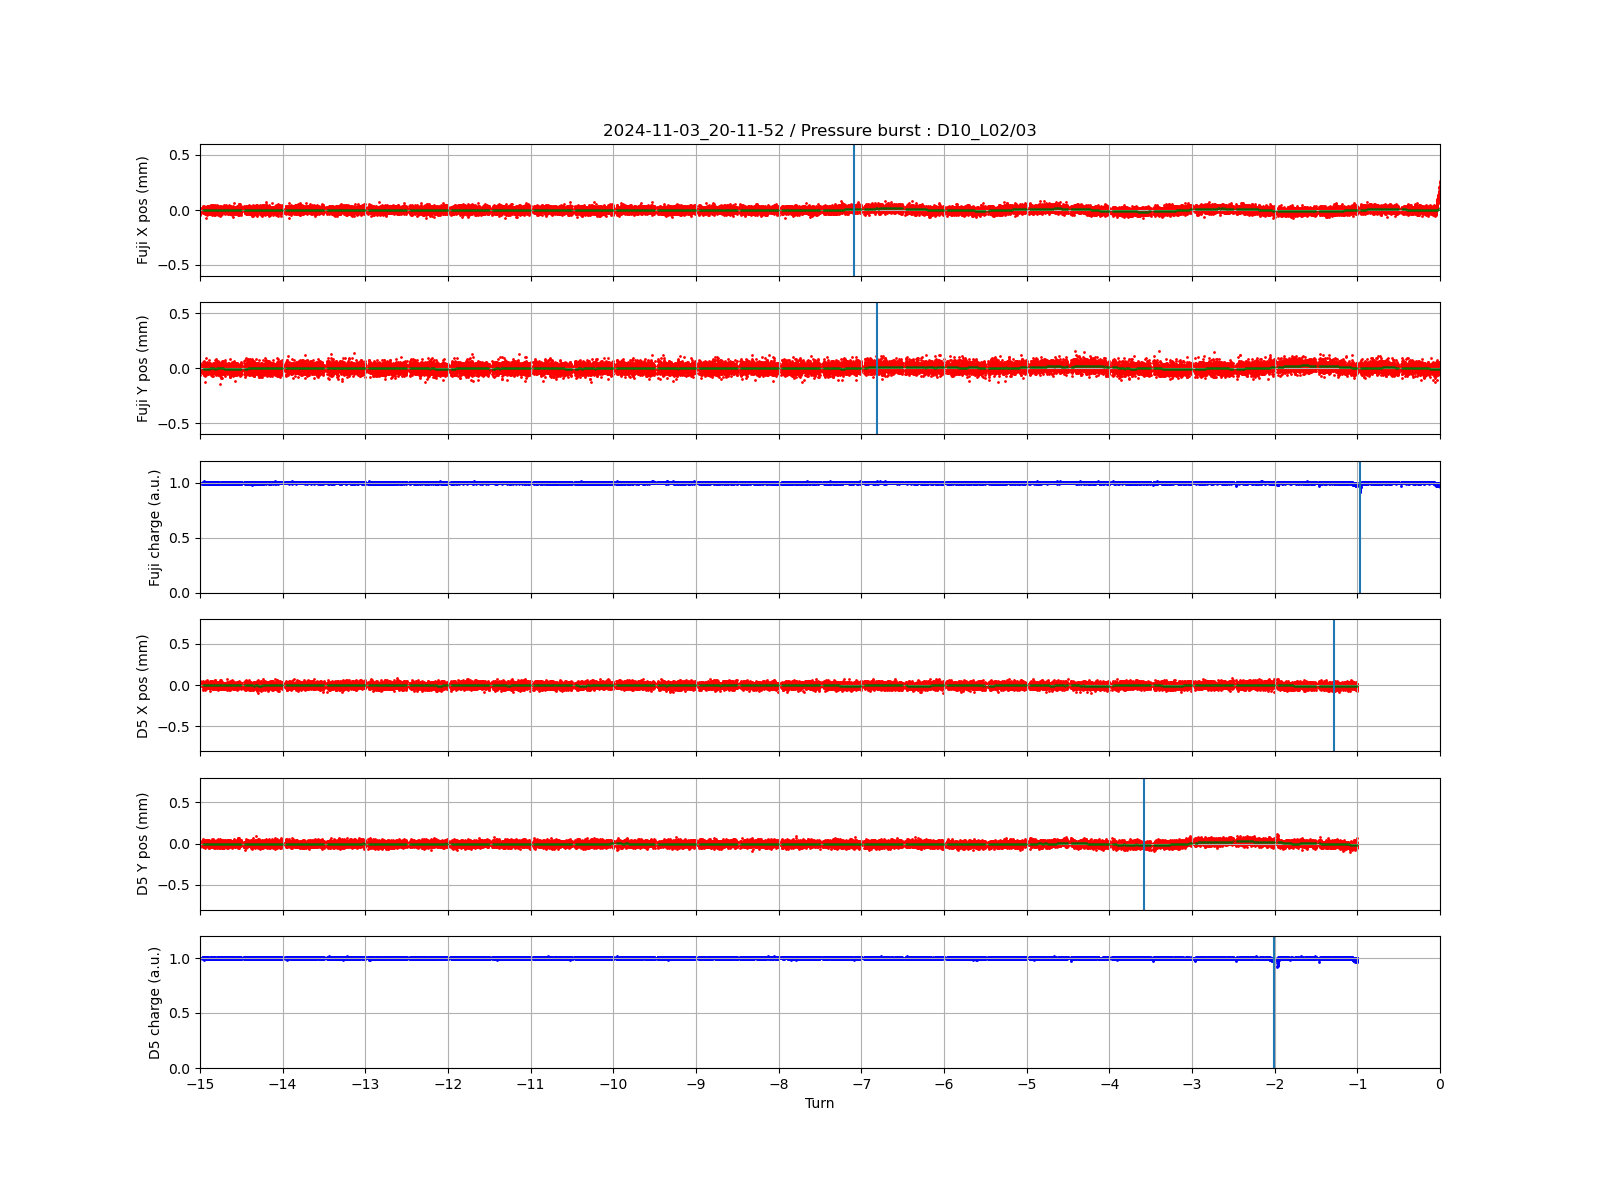 2024-11-03_20-11-52 / Pressure burst : D10_L02/03
Fuji X pos (mm)
0.5
0.0
−0.5
Fuji Y pos (mm)
0.5
0.0
−0.5
Fuji charge (a.u.)
1.0
0.5
0.0
D5 X pos (mm)
0.5
0.0
−0.5
D5 Y pos (mm)
0.5
0.0
−0.5
D5 charge (a.u.)
1.0
0.5
0.0
−15 −14 −13 −12 −11 −10 −9 −8 −7 −6 −5 −4 −3 −2 −1 0
Turn